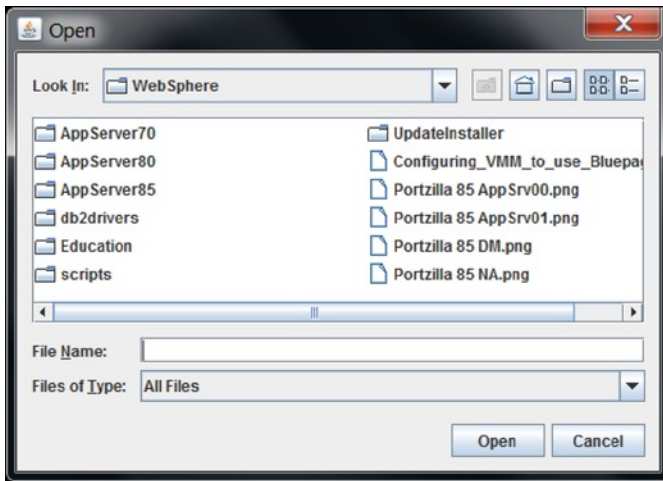 Open
Look In: WebSphere
AppServer70
AppServer80
AppServer85
db2drivers
Education
scripts
UpdateInstaller
Configuring_VMM_to_use_Bluepa
Portzilla 85 AppSrv00.png
Portzilla 85 AppSrv01.png
Portzilla 85 DM.png
Portzilla 85 NA.png
File Name:
Files of Type: All Files
Open Cancel